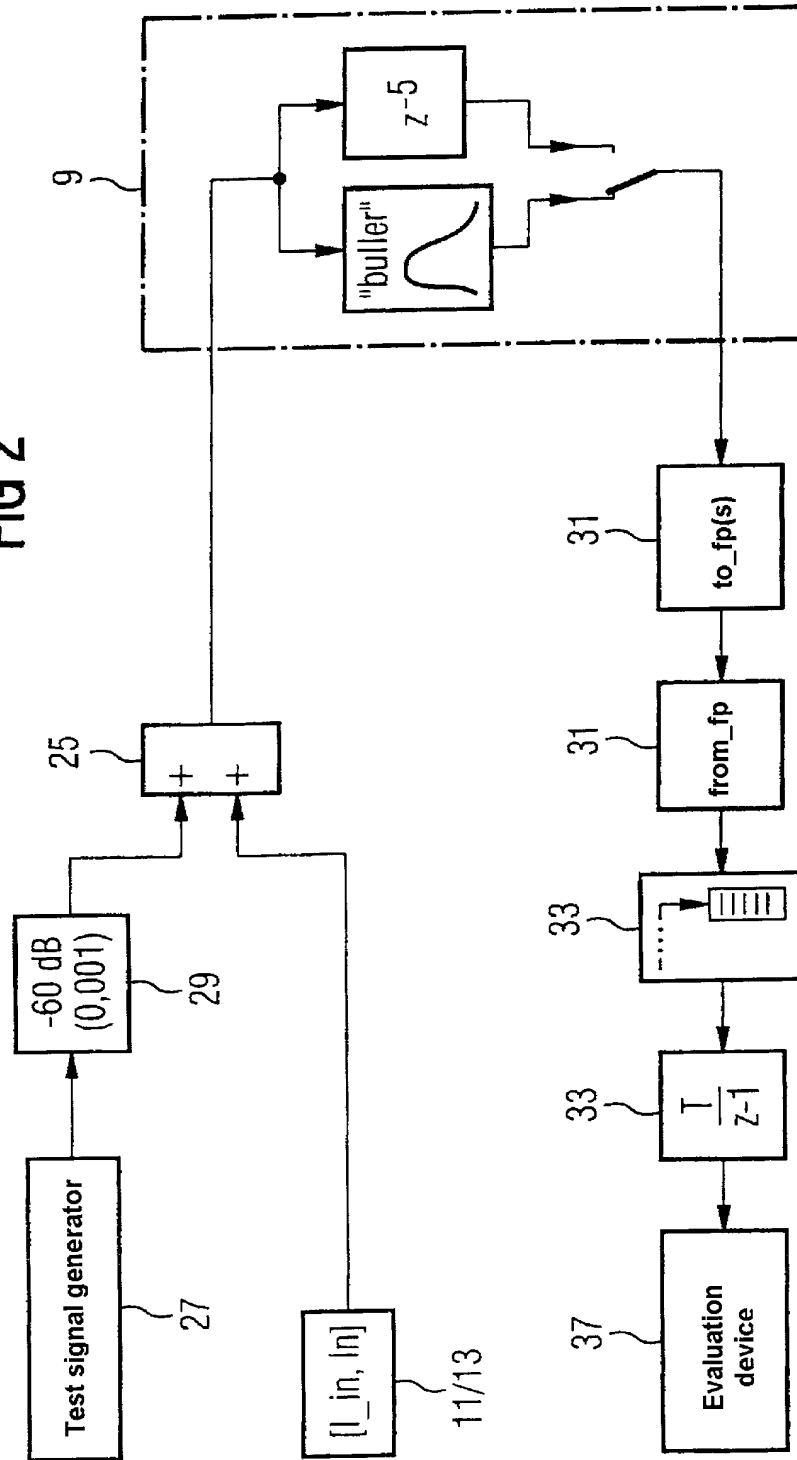 FIG 2
Test signal generator
27
-60 dB
(0,001)
29
[I_in, In]
11/13
25
+
+
9
"buller"
z-5
31
to_fp(s)
31
from_fp
33
33
T
z-1
37
Evaluation
device